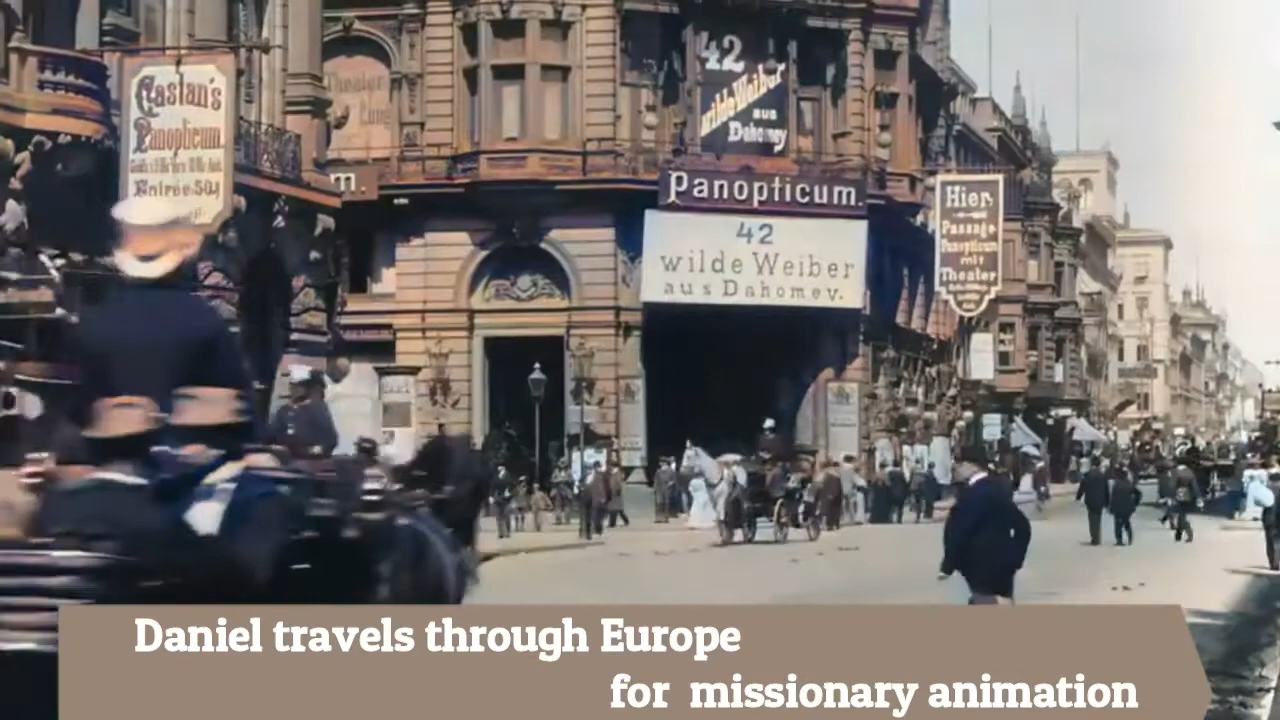 Castan's
Panopticum.
Entrée 50
Theater
m.
42
wilde Weiber
aus
Dahomey
Panopticum.
42
wilde Weiber
aus Dahomey.
Hier.
Passage
Panopticum
mit
Theater
Daniel travels through Europe
for missionary animation